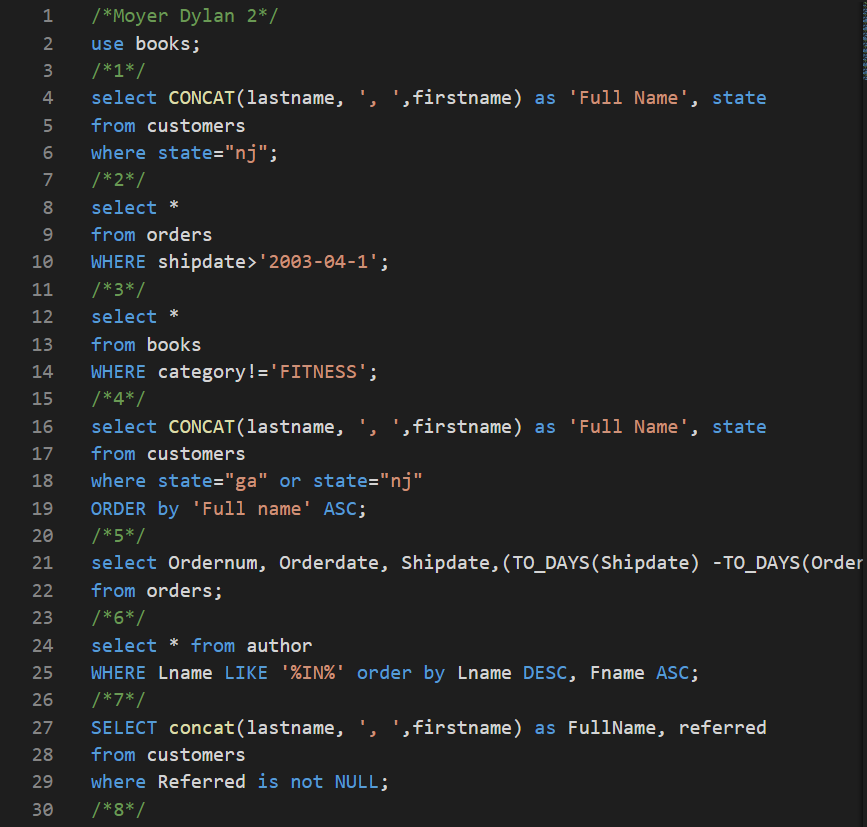 1 /*Moyer Dylan 2*/
2 use books;
3 /*1*/
4 select CONCAT(lastname, ', ',firstname) as 'Full Name', state
5 from customers
6 where state="nj";
7 /*2*/
8 select *
9 from orders
10 WHERE shipdate>'2003-04-1';
11 /*3*/
12 select *
13 from books
14 WHERE category!='FITNESS';
15 /*4*/
16 select CONCAT(lastname, ', ',firstname) as 'Full Name', state
17 from customers
18 where state="ga" or state="nj"
19 ORDER by 'Full name' ASC;
20 /*5*/
21 select Ordernum, Orderdate, Shipdate,(TO_DAYS(Shipdate) -TO_DAYS(Order
22 from orders;
23 /*6*/
24 select * from author
25 WHERE Lname LIKE '%IN%' order by Lname DESC, Fname ASC;
26 /*7*/
27 SELECT concat(lastname, ', ',firstname) as FullName, referred
28 from customers
29 where Referred is not NULL;
30 /*8*/